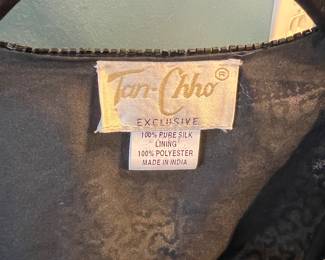 Tan-Chho®
EXCLUSIVE
100% PURE SILK
LINING
100% POLYESTER
MADE IN INDIA